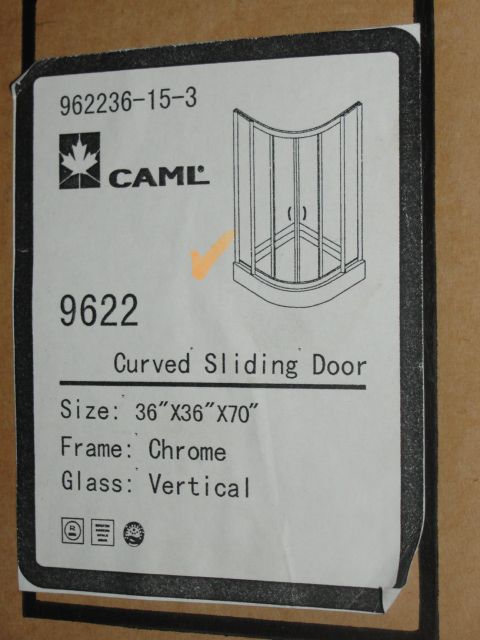 962236-15-3
CAML
9622
Curved Sliding Door
Size: 36"X36"X70"
Frame: Chrome
Glass: Vertical
R